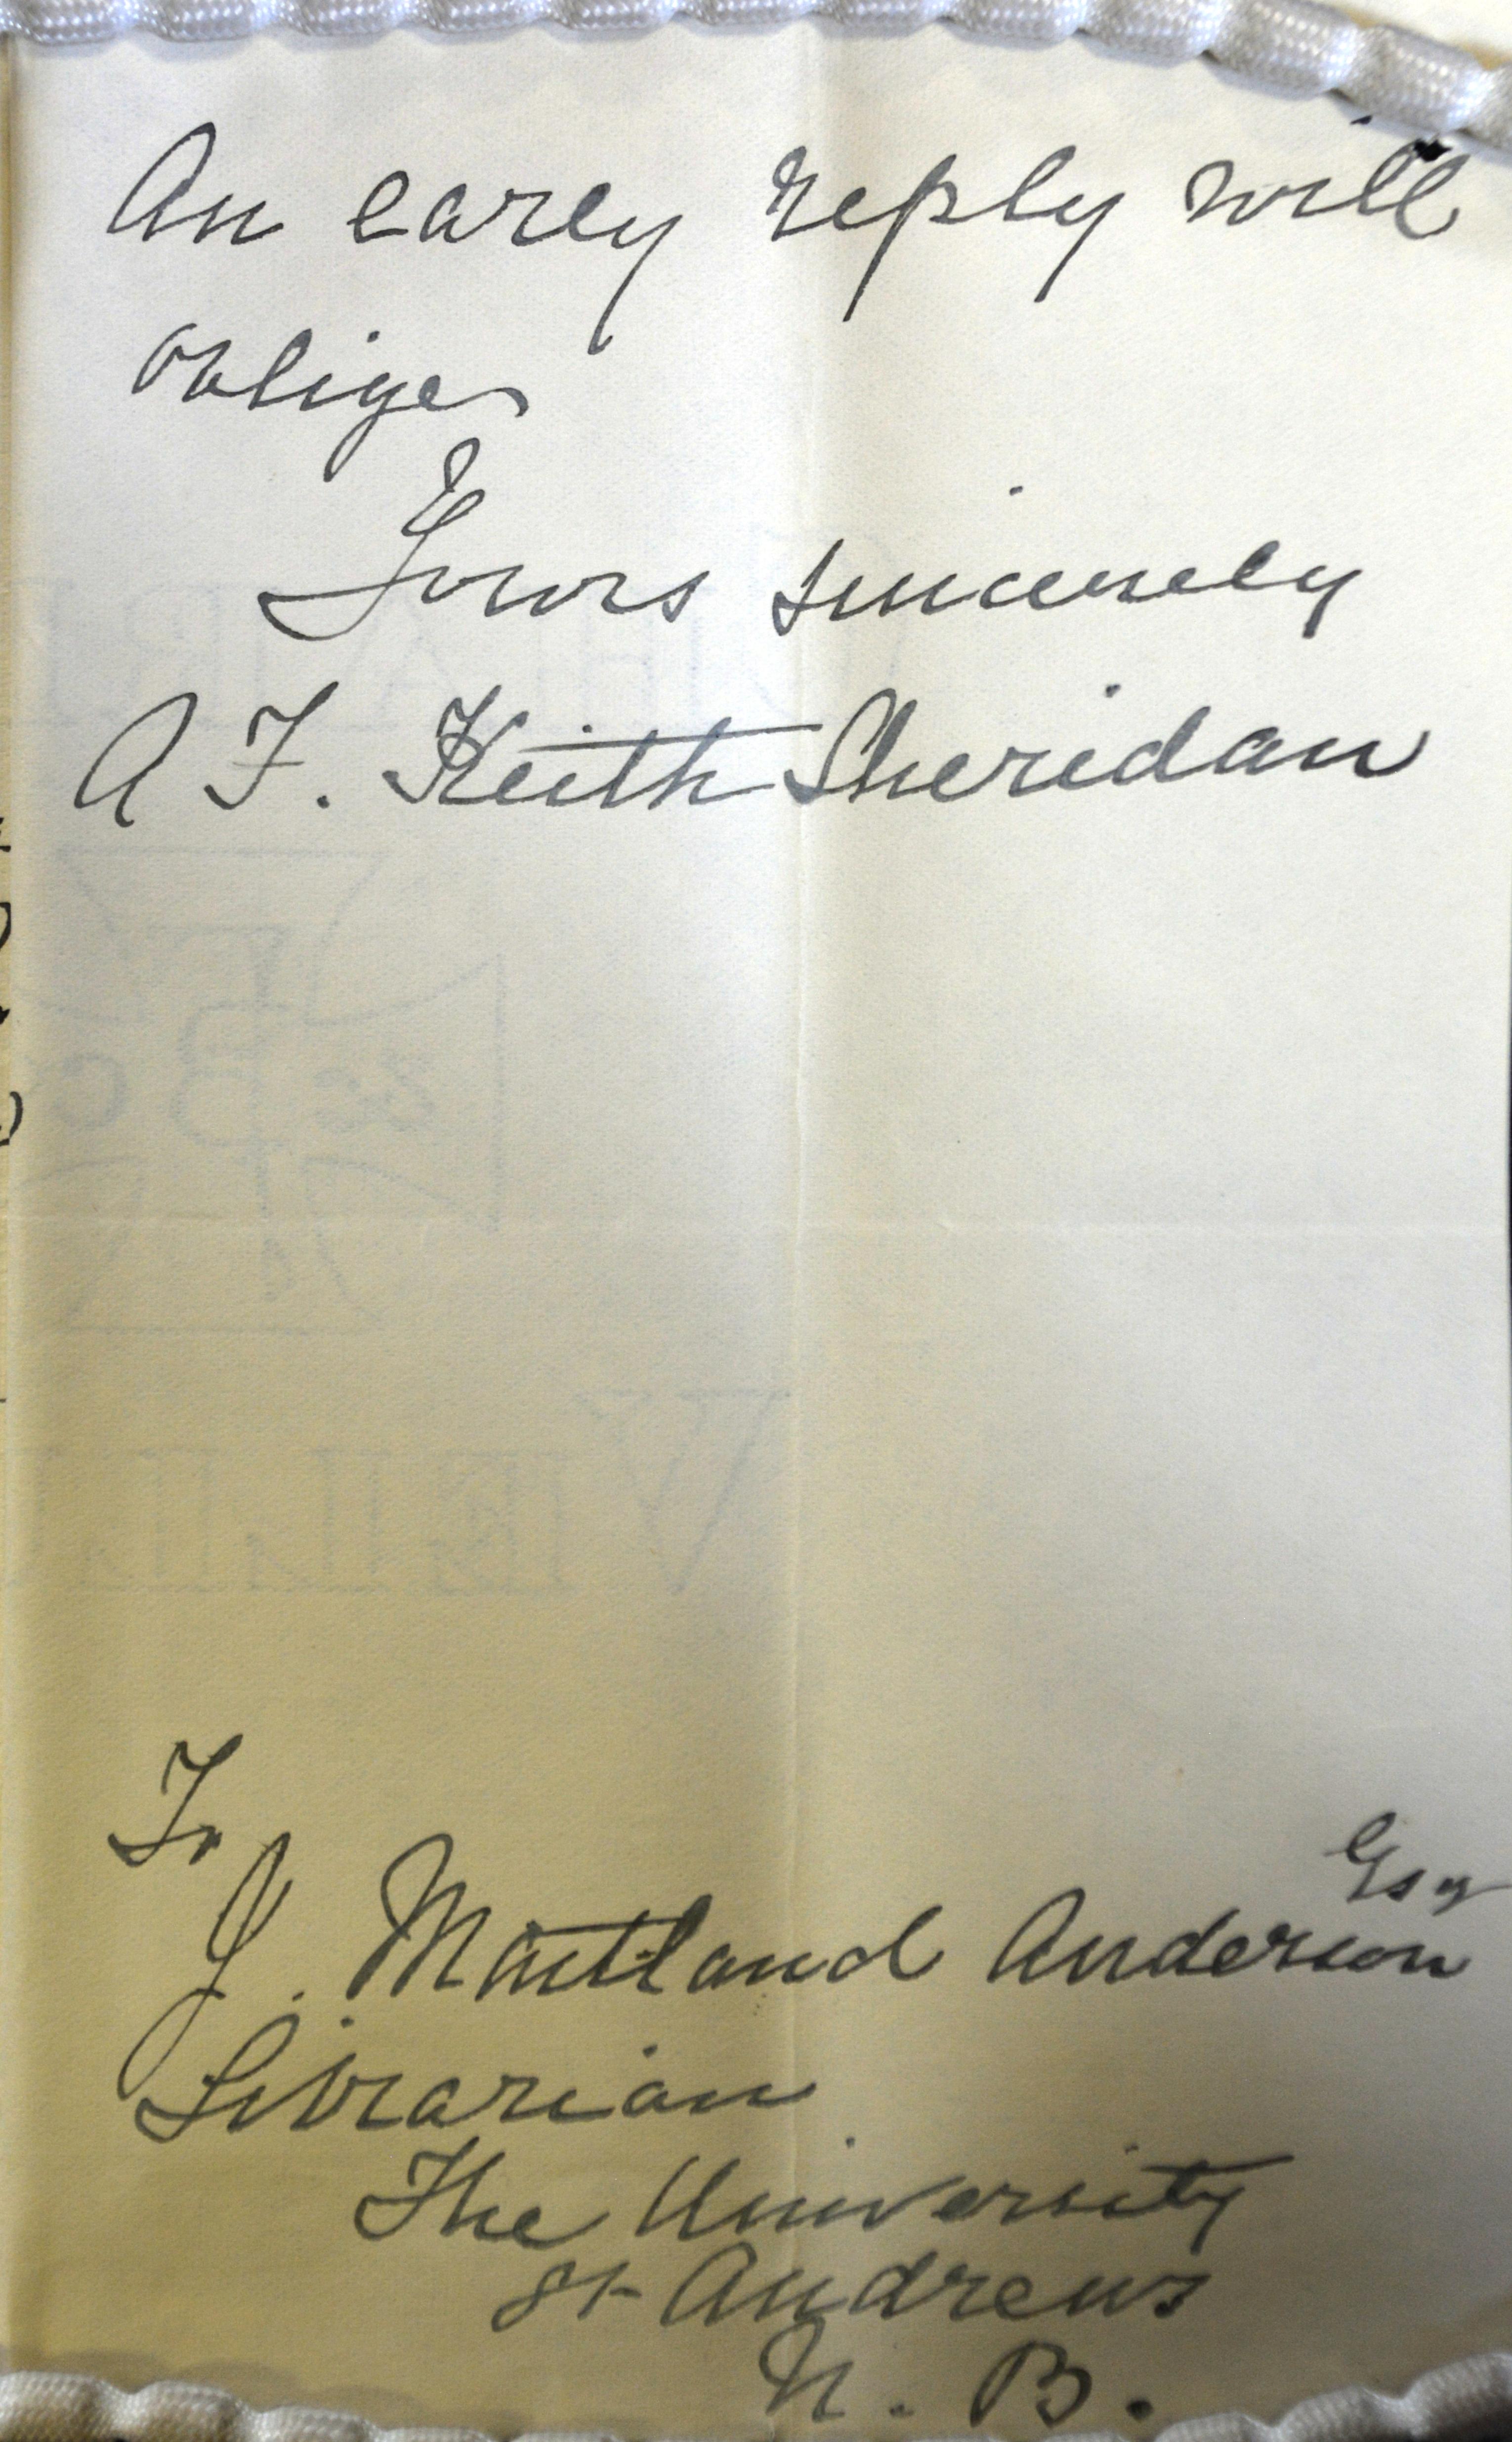 An early reply will
oblige
Yours sincerely
A F. Keith Sheridan
To
J. Maitland Anderson Esq
Librarian
The University
St Andrews
N. B.